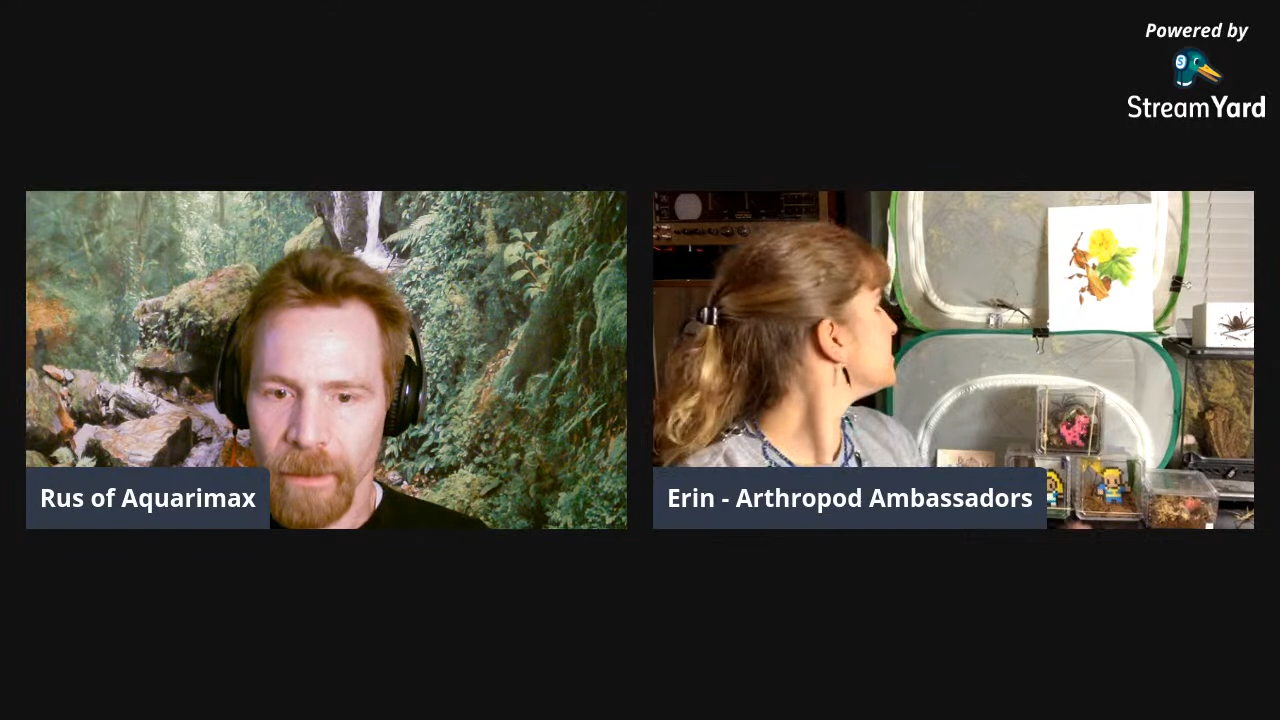 Powered by
StreamYard
Rus of Aquarimax
Erin - Arthropod Ambassadors